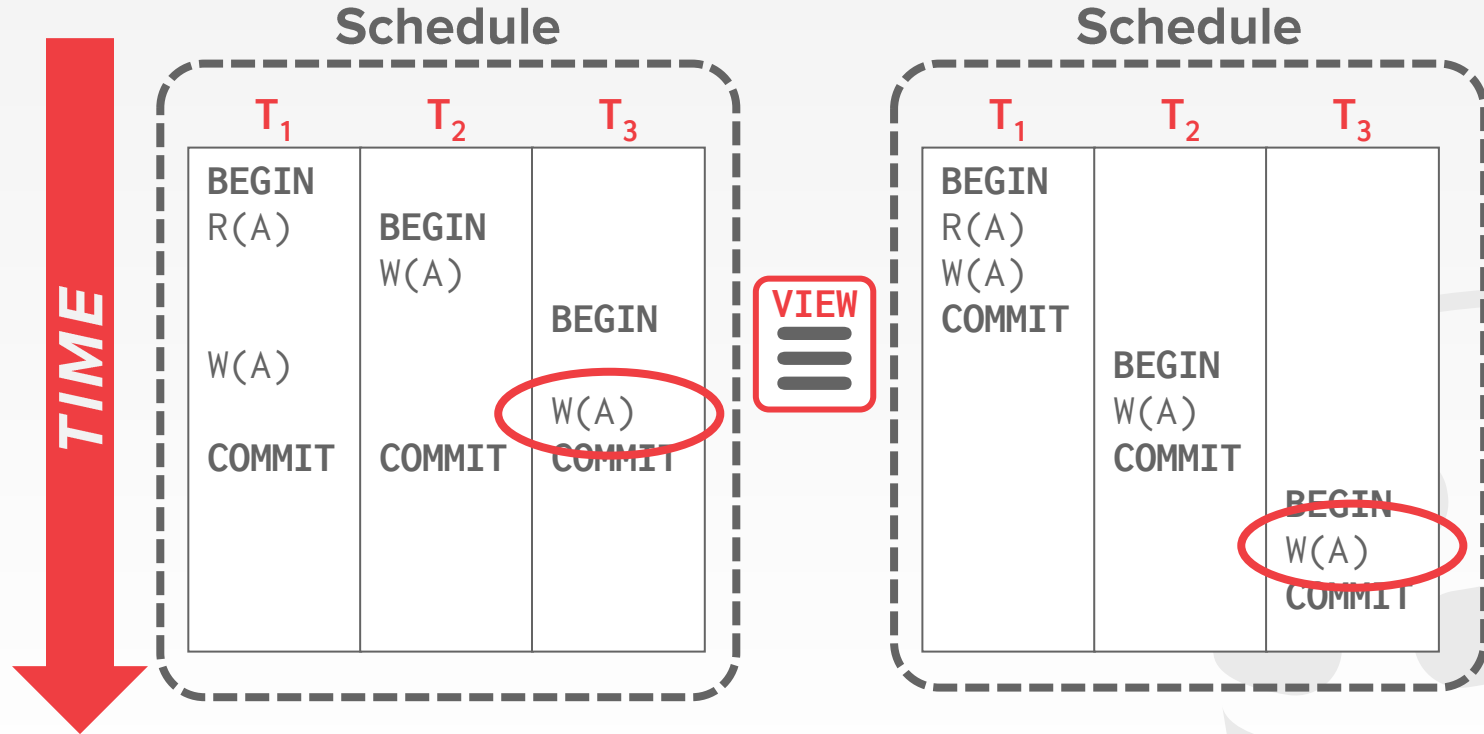 Schedule
TIME
T₁ T₂ T₃
BEGIN
R(A) BEGIN
W(A)
BEGIN
W(A)
W(A)
COMMIT COMMIT COMMIT
VIEW
Schedule
T₁ T₂ T₃
BEGIN
R(A)
W(A)
COMMIT
BEGIN
W(A)
COMMIT
BEGIN
W(A)
COMMIT